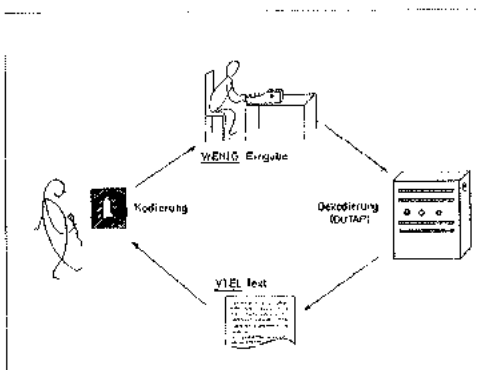 WENIG Eingabe
Kodierung
Dekodierung
(DUTAP)
VIEL Text